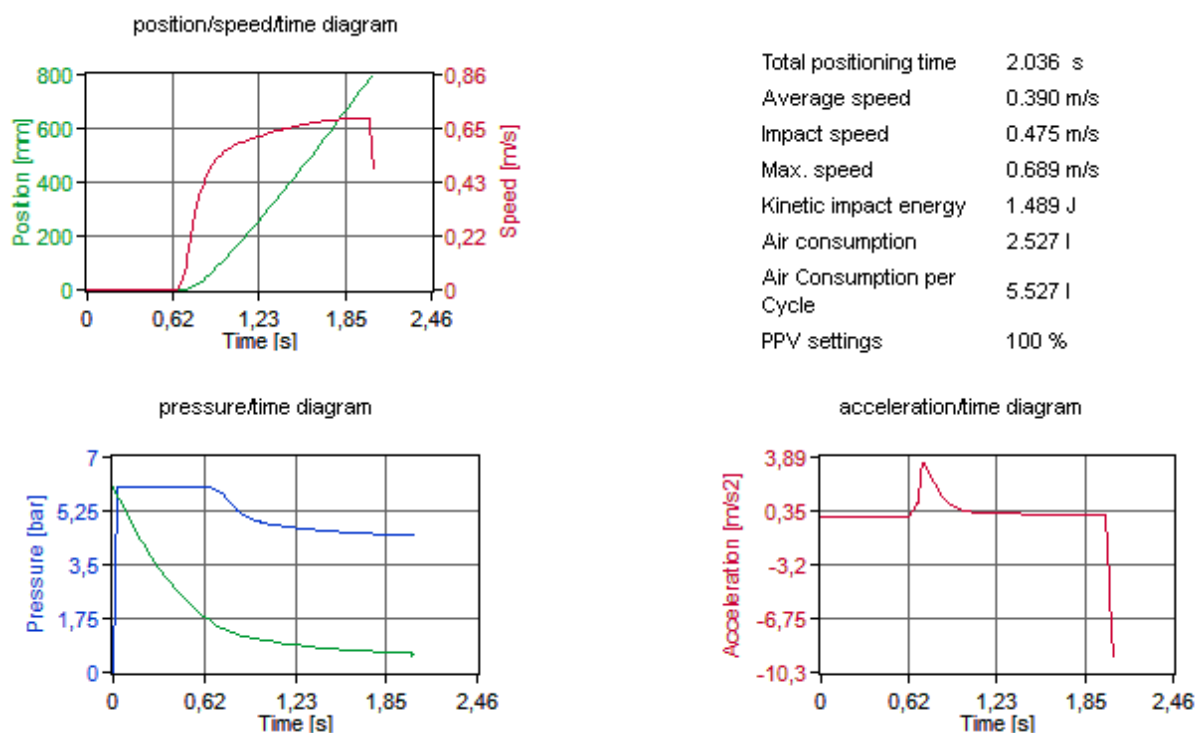 position/speed/time diagram
800
600
400
200
0
Position [mm]
0,86
0,65
0,43
0,22
0
Speed [m/s]
0
0,62
1,23
1,85
2,46
Time [s]
Total positioning time 2.036 s
Average speed 0.390 m/s
Impact speed 0.475 m/s
Max. speed 0.689 m/s
Kinetic impact energy 1.489 J
Air consumption 2.527 l
Air Consumption per
Cycle 5.527 l
PPV settings 100 %
pressure/time diagram
7
5,25
3,5
1,75
0
Pressure [bar]
0
0,62
1,23
1,85
2,46
Time [s]
acceleration/time diagram
3,89
0,35
-3,2
-6,75
-10,3
Acceleration [m/s2]
0
0,62
1,23
1,85
2,46
Time [s]